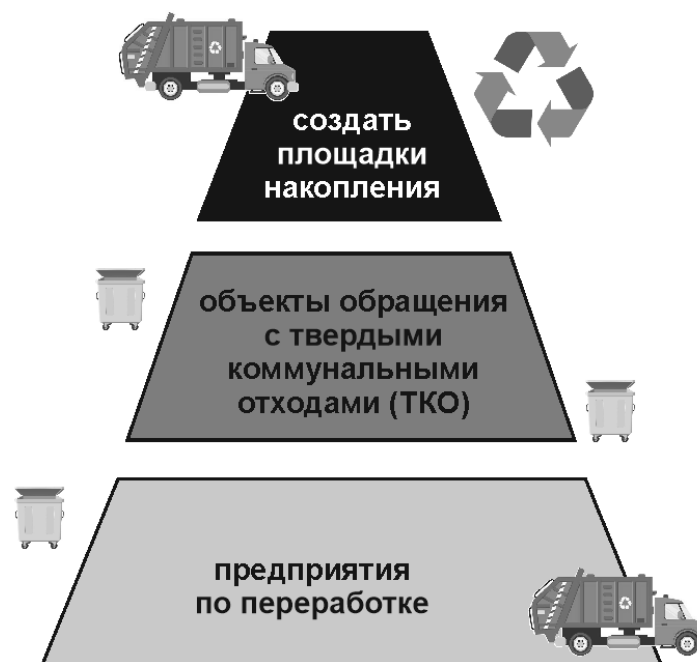 создать
площадки
накопления
объекты обращения
с твердыми
коммунальными
отходами (ТКО)
предприятия
по переработке